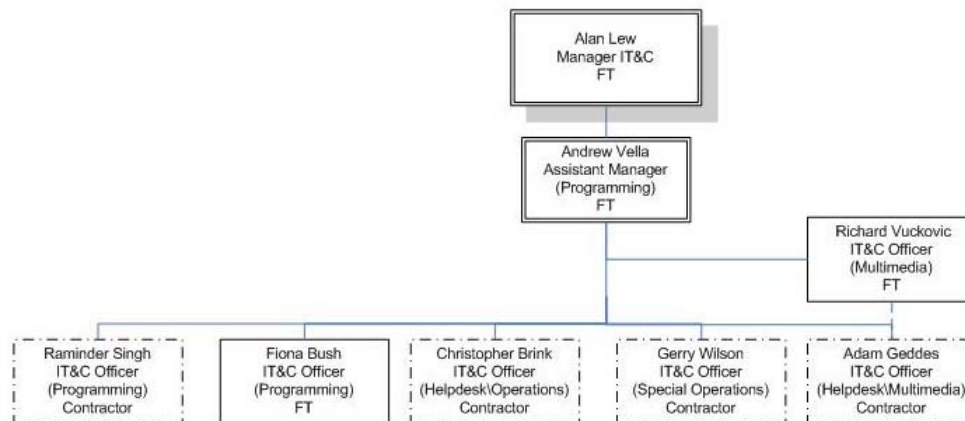 Alan Lew
Manager IT&C
FT
Andrew Vella
Assistant Manager
(Programming)
FT
Richard Vuckovic
IT&C Officer
(Multimedia)
FT
Raminder Singh
IT&C Officer
(Programming)
Contractor
Fiona Bush
IT&C Officer
(Programming)
FT
Christopher Brink
IT&C Officer
(Helpdesk\Operations)
Contractor
Gerry Wilson
IT&C Officer
(Special Operations)
Contractor
Adam Geddes
IT&C Officer
(Helpdesk\Multimedia)
Contractor